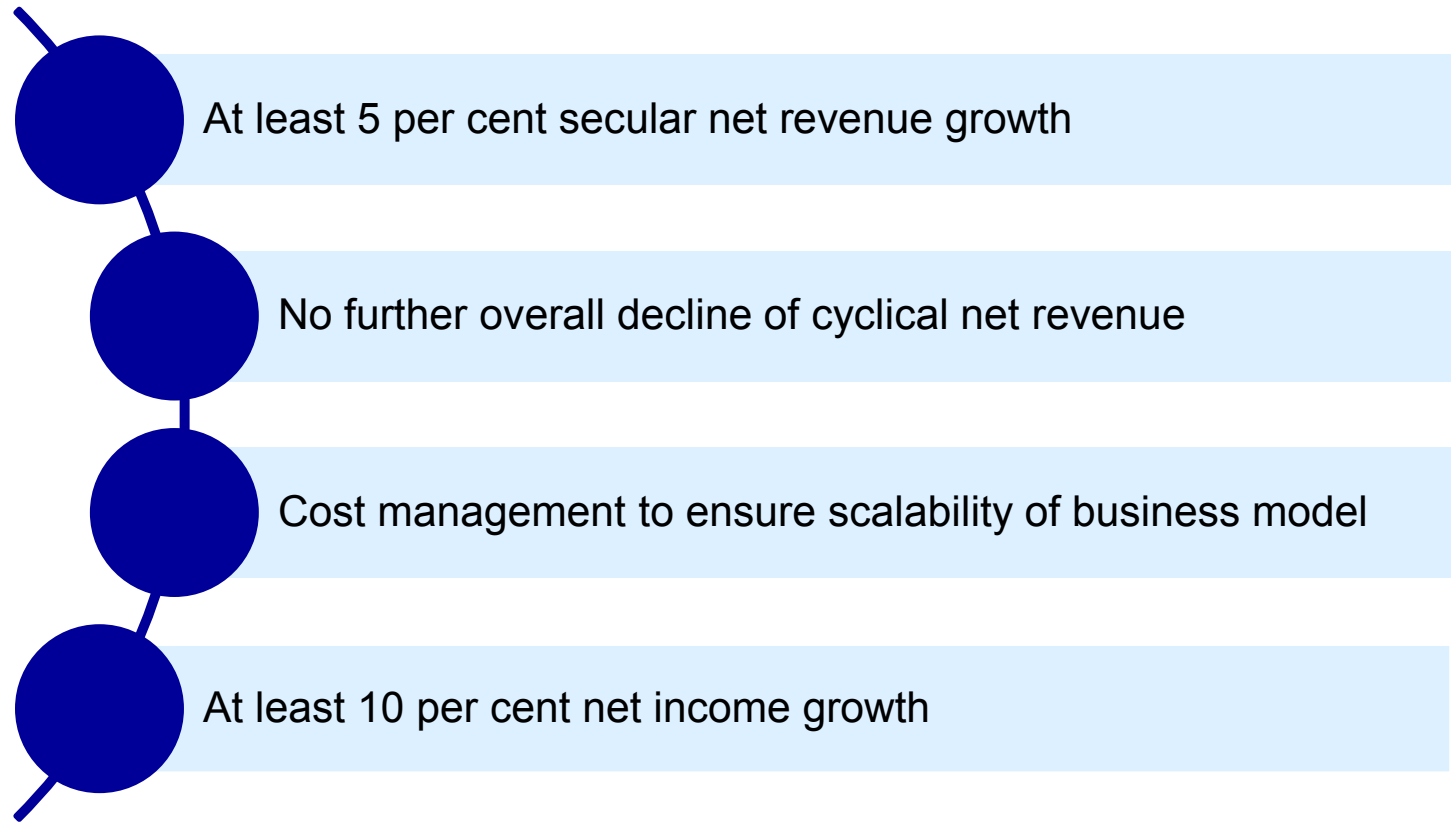 At least 5 per cent secular net revenue growth
No further overall decline of cyclical net revenue
Cost management to ensure scalability of business model
At least 10 per cent net income growth